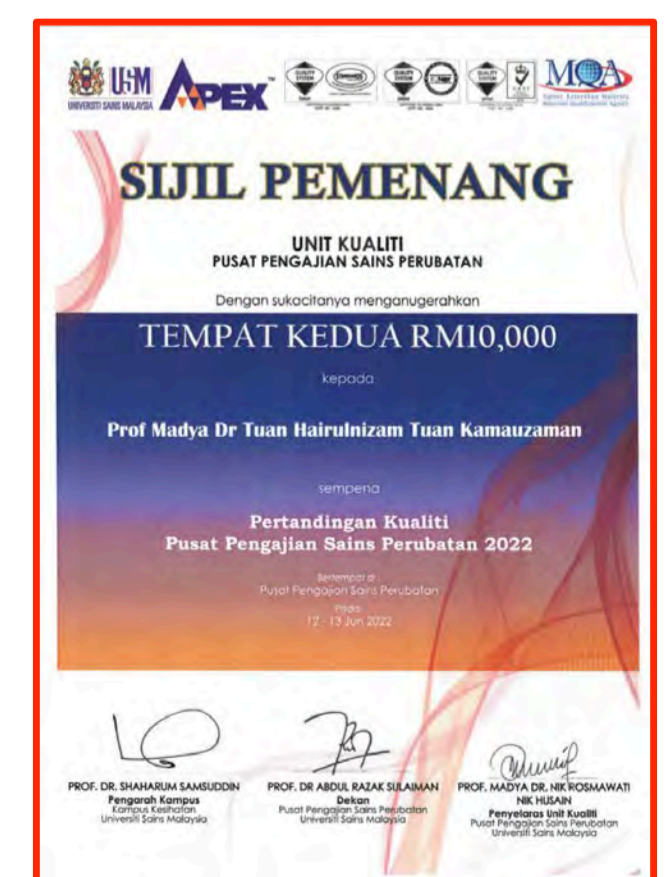 USM
UNIVERSITI SAINS MALAYSIA
APEX™
MQA
SIJIL PEMENANG
UNIT KUALITI
PUSAT PENGAJIAN SAINS PERUBATAN
Dengan sukacitanya menganugerahkan
TEMPAT KEDUA RM10,000
kepada
Prof Madya Dr Tuan Hairulnizam Tuan Kamauzaman
sempena
Pertandingan Kualiti
Pusat Pengajian Sains Perubatan 2022
Bertempat di :
Pusat Pengajian Sains Perubatan
Pada:
12 - 13 Jun 2022
PROF. DR. SHAHARUM SAMSUDDIN
Pengarah Kampus
Kampus Kesihatan
Universiti Sains Malaysia
PROF. DR ABDUL RAZAK SULAIMAN
Dekan
Pusat Pengajian Sains Perubatan
Universiti Sains Malaysia
PROF. MADYA DR. NIK ROSMAWATI
NIK HUSAIN
Penyelaras Unit Kualiti
Pusat Pengajian Sains Perubatan
Universiti Sains Malaysia